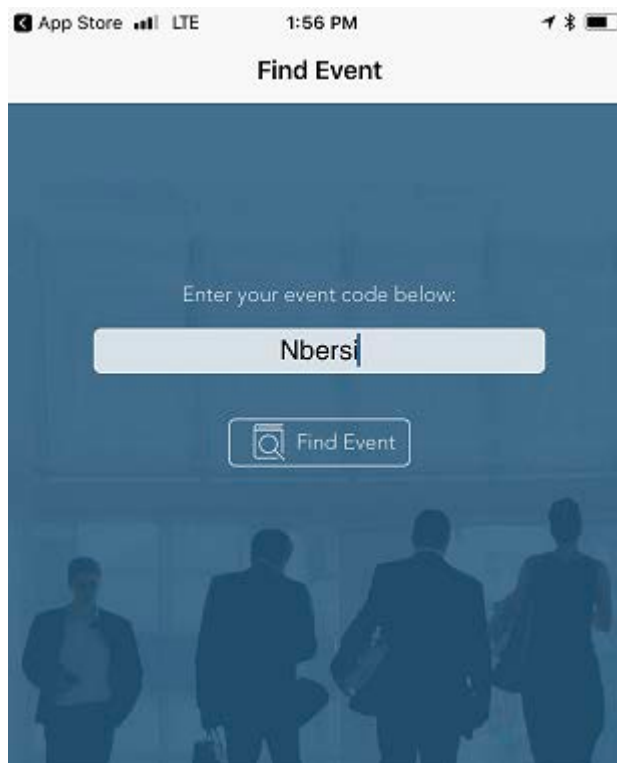 App Store LTE 1:56 PM
Find Event
Enter your event code below:
Nbersi
Find Event